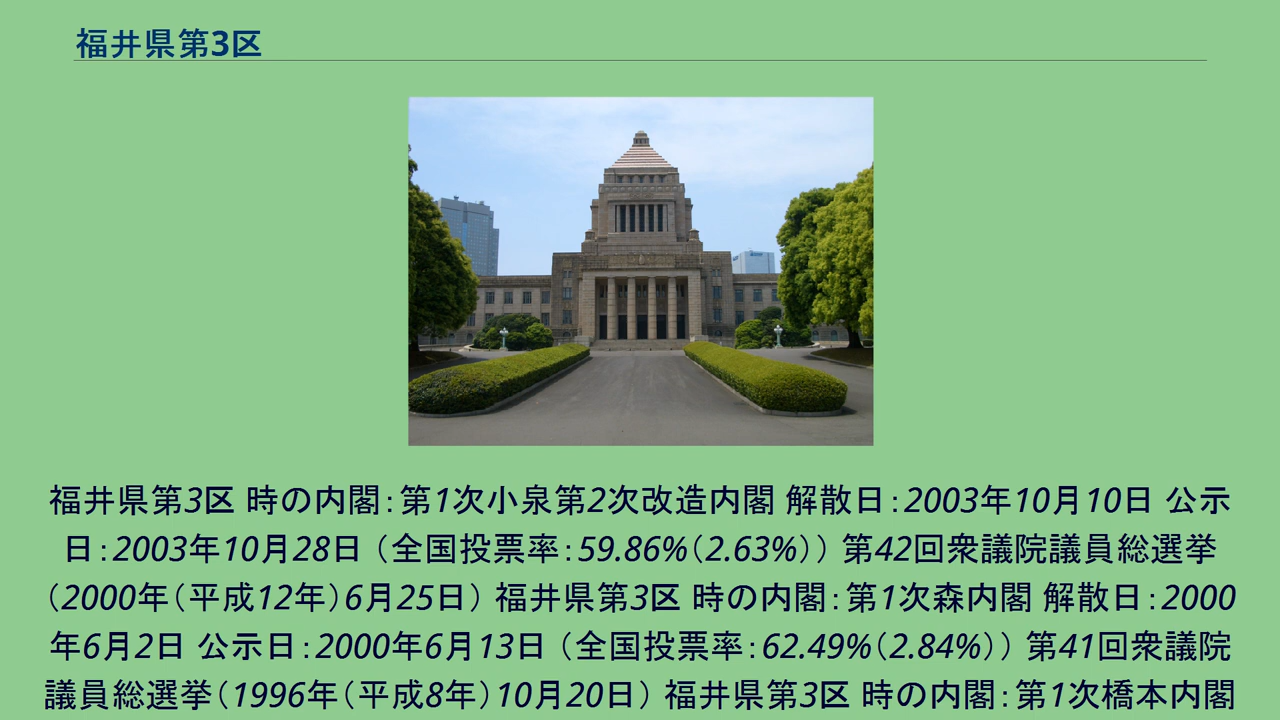 福井県第3区
福井県第3区 時の内閣：第1次小泉第2次改造内閣 解散日：2003年10月10日 公示
日：2003年10月28日 （全国投票率：59.86%（2.63%）） 第42回衆議院議員総選挙
（2000年（平成12年）6月25日） 福井県第3区 時の内閣：第1次森内閣 解散日：2000
年6月2日 公示日：2000年6月13日 （全国投票率：62.49%（2.84%）） 第41回衆議院
議員総選挙（1996年（平成8年）10月20日） 福井県第3区 時の内閣：第1次橋本内閣